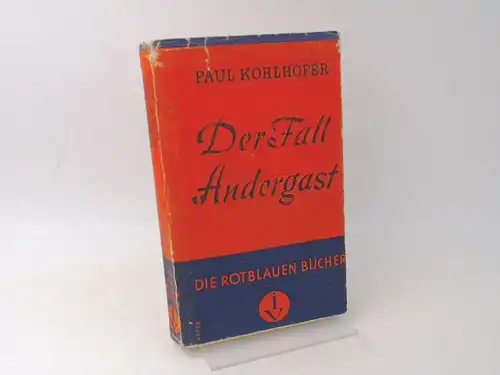 PAUL KOHLHOFER
Der Fall
Andergast
DIE ROTBLAUEN BÜCHER